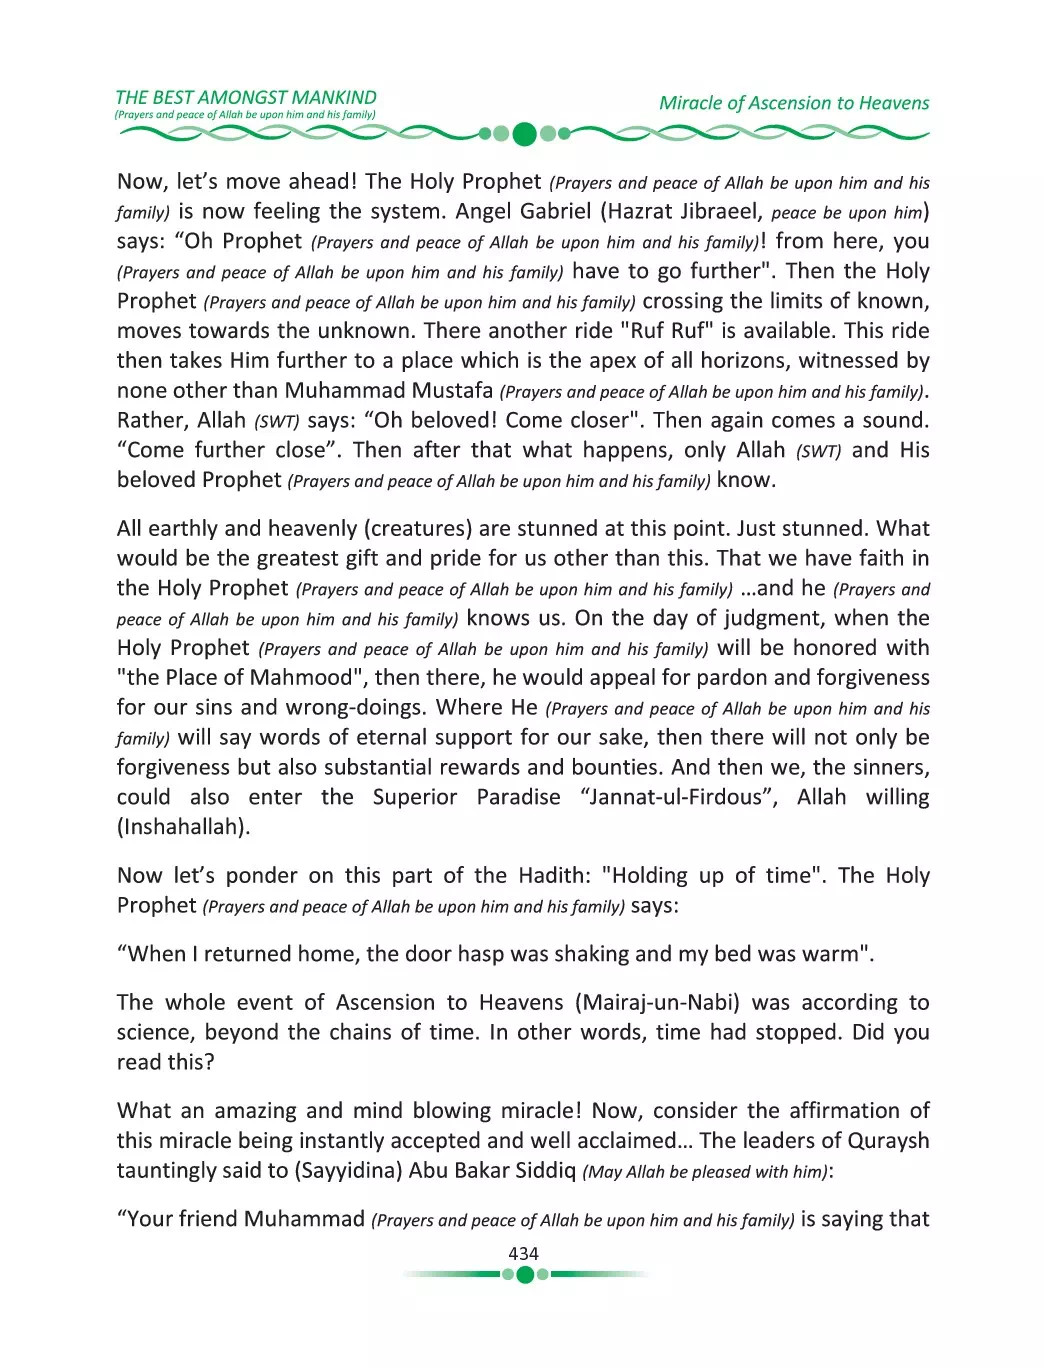 THE BEST AMONGST MANKIND
(Prayers and peace of Allah be upon him and his family)
Miracle of Ascension to Heavens
Now, let’s move ahead! The Holy Prophet (Prayers and peace of Allah be upon him and his
family) is now feeling the system. Angel Gabriel (Hazrat Jibraeel, peace be upon him)
says: “Oh Prophet (Prayers and peace of Allah be upon him and his family)! from here, you
(Prayers and peace of Allah be upon him and his family) have to go further". Then the Holy
Prophet (Prayers and peace of Allah be upon him and his family) crossing the limits of known,
moves towards the unknown. There another ride "Ruf Ruf" is available. This ride
then takes Him further to a place which is the apex of all horizons, witnessed by
none other than Muhammad Mustafa (Prayers and peace of Allah be upon him and his family).
Rather, Allah (SWT) says: “Oh beloved! Come closer". Then again comes a sound.
“Come further close”. Then after that what happens, only Allah (SWT) and His
beloved Prophet (Prayers and peace of Allah be upon him and his family) know.
All earthly and heavenly (creatures) are stunned at this point. Just stunned. What
would be the greatest gift and pride for us other than this. That we have faith in
the Holy Prophet (Prayers and peace of Allah be upon him and his family) …and he (Prayers and
peace of Allah be upon him and his family) knows us. On the day of judgment, when the
Holy Prophet (Prayers and peace of Allah be upon him and his family) will be honored with
"the Place of Mahmood", then there, he would appeal for pardon and forgiveness
for our sins and wrong-doings. Where He (Prayers and peace of Allah be upon him and his
family) will say words of eternal support for our sake, then there will not only be
forgiveness but also substantial rewards and bounties. And then we, the sinners,
could also enter the Superior Paradise “Jannat-ul-Firdous”, Allah willing
(Inshahallah).
Now let’s ponder on this part of the Hadith: "Holding up of time". The Holy
Prophet (Prayers and peace of Allah be upon him and his family) says:
“When I returned home, the door hasp was shaking and my bed was warm".
The whole event of Ascension to Heavens (Mairaj-un-Nabi) was according to
science, beyond the chains of time. In other words, time had stopped. Did you
read this?
What an amazing and mind blowing miracle! Now, consider the affirmation of
this miracle being instantly accepted and well acclaimed… The leaders of Quraysh
tauntingly said to (Sayyidina) Abu Bakar Siddiq (May Allah be pleased with him):
“Your friend Muhammad (Prayers and peace of Allah be upon him and his family) is saying that
434